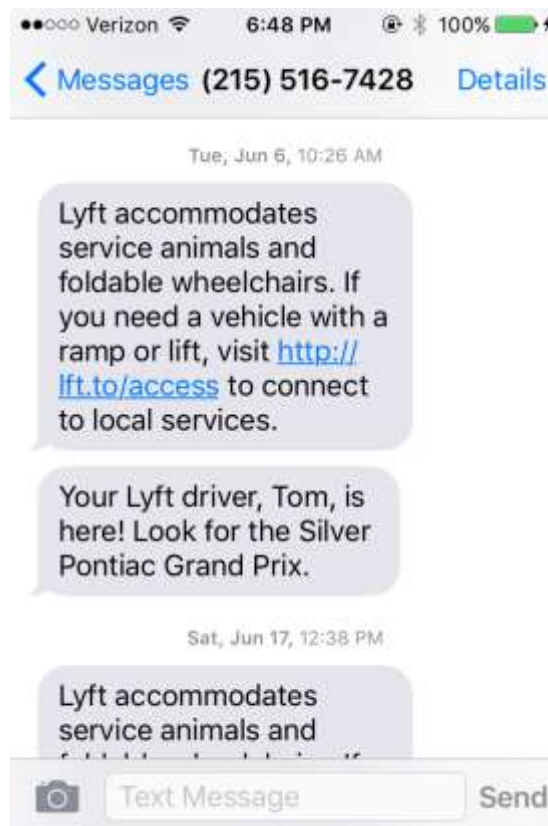 Verizon 6:48 PM 100%
Messages (215) 516-7428 Details
Tue, Jun 6, 10:26 AM
Lyft accommodates
service animals and
foldable wheelchairs. If
you need a vehicle with a
ramp or lift, visit http://
lft.to/access to connect
to local services.
Your Lyft driver, Tom, is
here! Look for the Silver
Pontiac Grand Prix.
Sat, Jun 17, 12:38 PM
Lyft accommodates
service animals and
Text Message Send